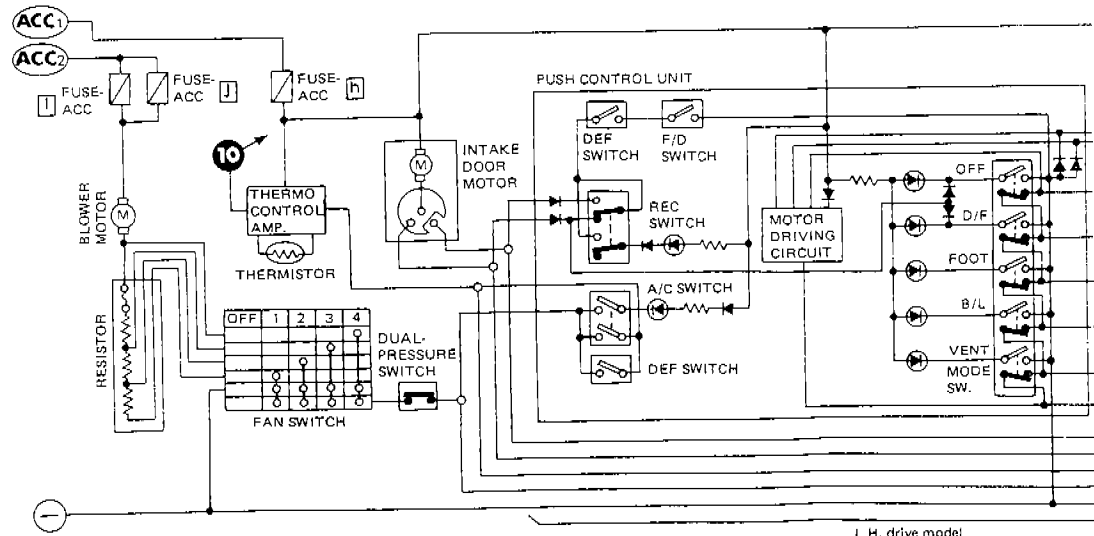 ACC1
ACC2
FUSE-
ACC
I
FUSE-
ACC
J
FUSE-
ACC
h
10
BLOWER
MOTOR
M
THERMO
CONTROL
AMP.
THERMISTOR
M
INTAKE
DOOR
MOTOR
PUSH CONTROL UNIT
DEF
SWITCH
F/D
SWITCH
REC
SWITCH
A/C SWITCH
DEF SWITCH
MOTOR
DRIVING
CIRCUIT
OFF
D/F
FOOT
B/L
VENT
MODE
SW.
RESISTOR
OFF 1 2 3 4
FAN SWITCH
DUAL-
PRESSURE
SWITCH
drive model